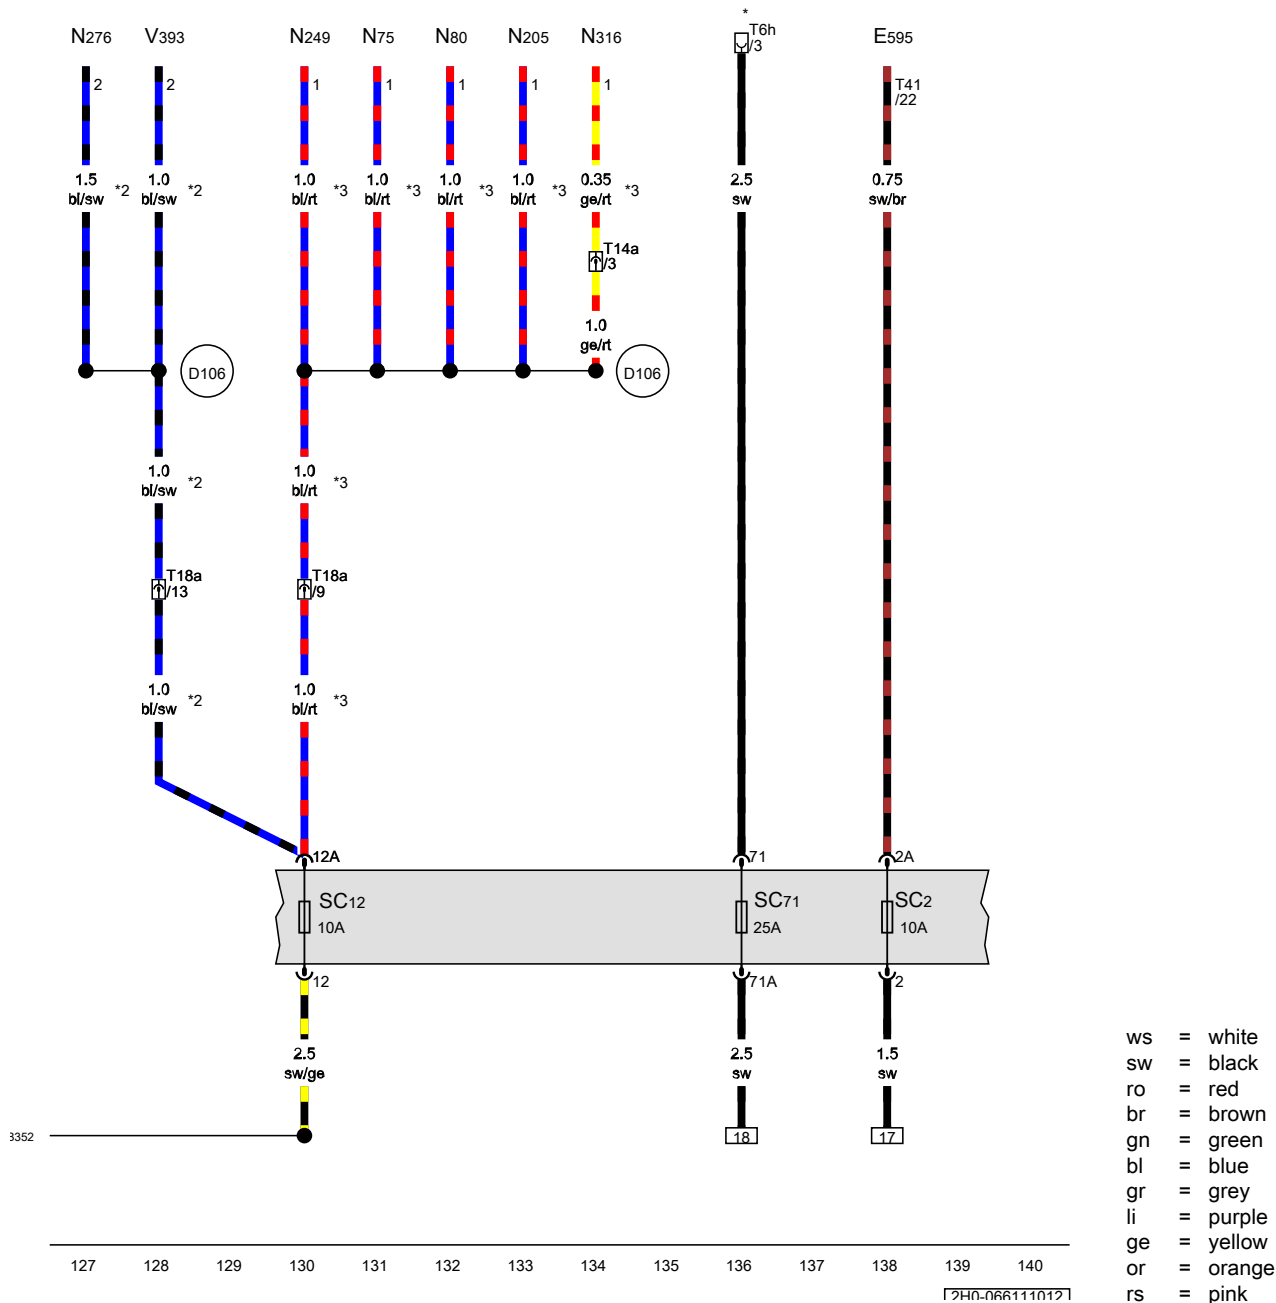 *
N276 V393 N249 N75 N80 N205 N316 T6h /3 E595
2 2 1 1 1 1 1 T41 /22
1.5 bl/sw *2 1.0 bl/sw *2 1.0 bl/rt *3 1.0 bl/rt *3 1.0 bl/rt *3 1.0 bl/rt *3 0.35 ge/rt *3 2.5 sw 0.75 sw/br
T14a /3
1.0 ge/rt
D106 D106
1.0 bl/sw *2 1.0 bl/rt *3
T18a /13 T18a /9
1.0 bl/sw *2 1.0 bl/rt *3
12A 71 2A
SC12 SC71 SC2
10A 25A 10A
12 71A 2
2.5 sw/ge 2.5 sw 1.5 sw
3352 18 17
127 128 129 130 131 132 133 134 135 136 137 138 139 140
2H0-066111012
ws = white
sw = black
ro = red
br = brown
gn = green
bl = blue
gr = grey
li = purple
ge = yellow
or = orange
rs = pink